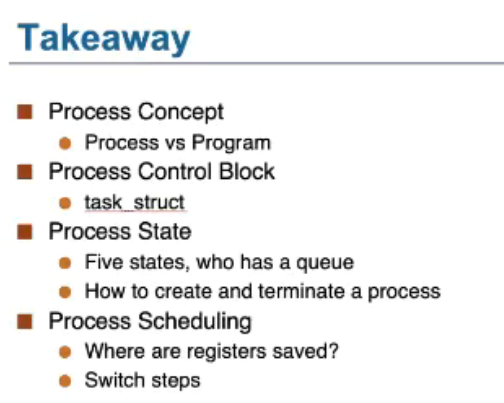 Takeaway
Process Concept
Process vs Program
Process Control Block
task_struct
Process State
Five states, who has a queue
How to create and terminate a process
Process Scheduling
Where are registers saved?
Switch steps